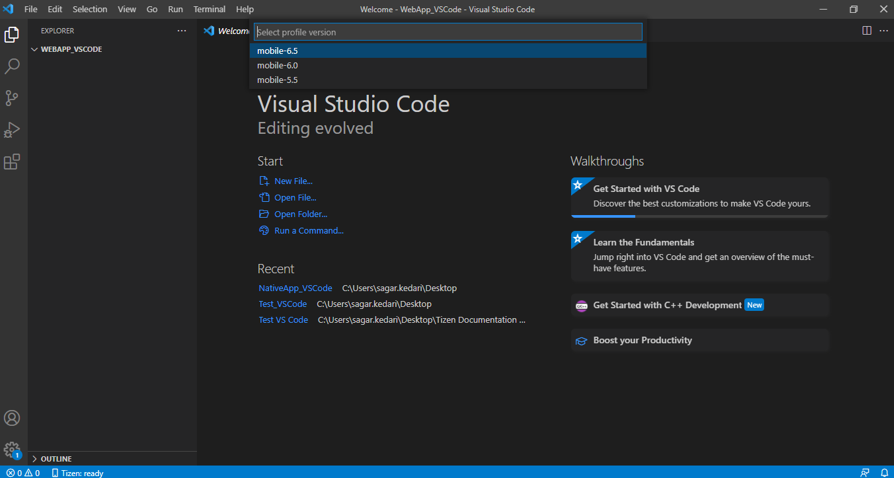 File Edit Selection View Go Run Terminal Help
Welcome - WebApp_VSCode - Visual Studio Code
EXPLORER
WEBAPP_VSCODE
Welcom
Select profile version
mobile-6.5
mobile-6.0
mobile-5.5
Visual Studio Code
Editing evolved
Start
New File...
Open File...
Open Folder...
Run a Command...
Recent
NativeApp_VSCode C:\Users\sagar.kedari\Desktop
Test_VSCode C:\Users\sagar.kedari\Desktop
Test VS Code C:\Users\sagar.kedari\Desktop\Tizen Documentation ...
Walkthroughs
Get Started with VS Code
Discover the best customizations to make VS Code yours.
Learn the Fundamentals
Jump right into VS Code and get an overview of the must-
have features.
Get Started with C++ Development New
Boost your Productivity
1
OUTLINE
0 0 Tizen: ready